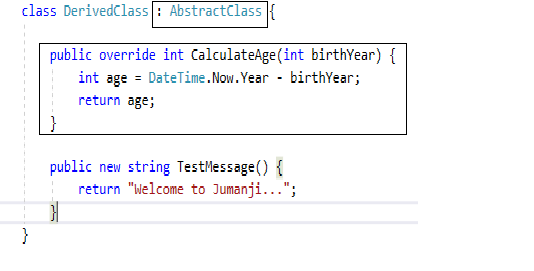 class DerivedClass : AbstractClass {
public override int CalculateAge(int birthYear) {
int age = DateTime.Now.Year - birthYear;
return age;
}
public new string TestMessage() {
return "Welcome to Jumanji...";
}
}